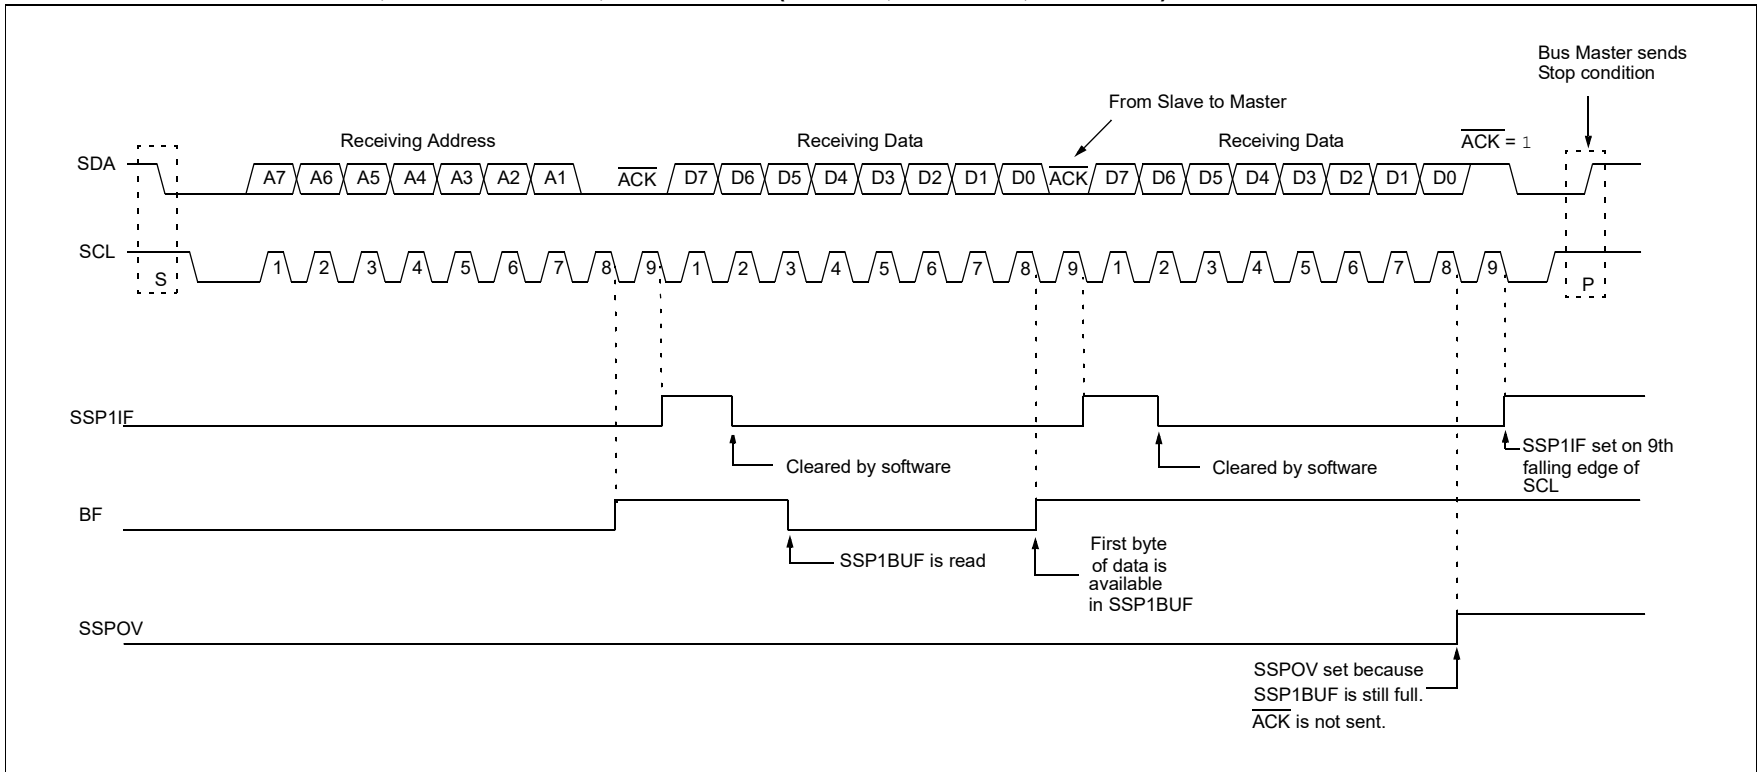 Bus Master sends
Stop condition
From Slave to Master
Receiving Address
Receiving Data
Receiving Data
ACK = 1
SDA
A7 A6 A5 A4 A3 A2 A1 ACK D7 D6 D5 D4 D3 D2 D1 D0 ACK D7 D6 D5 D4 D3 D2 D1 D0
SCL
S 1 2 3 4 5 6 7 8 9 1 2 3 4 5 6 7 8 9 1 2 3 4 5 6 7 8 9 P
SSP1IF
Cleared by software
Cleared by software
SSP1IF set on 9th
falling edge of
SCL
BF
SSP1BUF is read
First byte
of data is
available
in SSP1BUF
SSPOV
SSPOV set because
SSP1BUF is still full.
ACK is not sent.